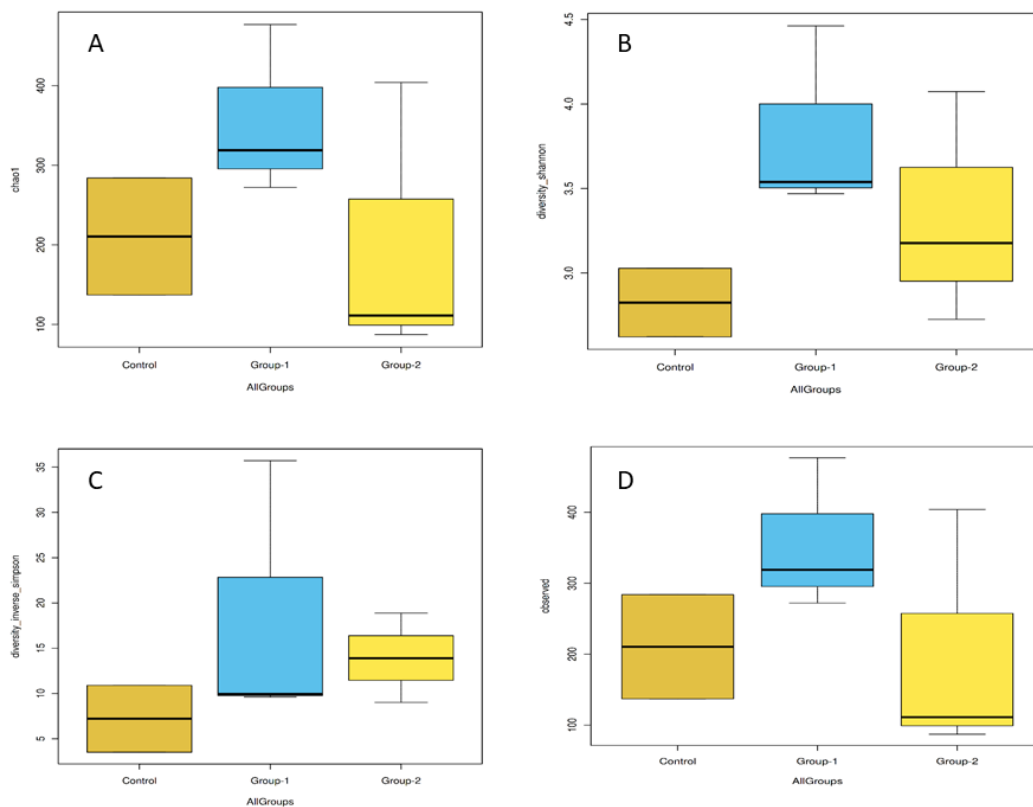 A
chao1
400
300
200
100
Control Group-1 Group-2
AllGroups
B
diversity_shannon
4.5
4.0
3.5
3.0
Control Group-1 Group-2
AllGroups
C
diversity_inverse_simpson
35
30
25
20
15
10
5
Control Group-1 Group-2
AllGroups
D
observed
400
300
200
100
Control Group-1 Group-2
AllGroups